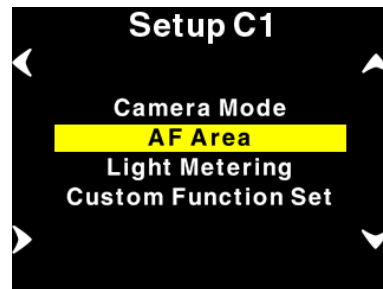 Setup C1
Camera Mode
AF Area
Light Metering
Custom Function Set